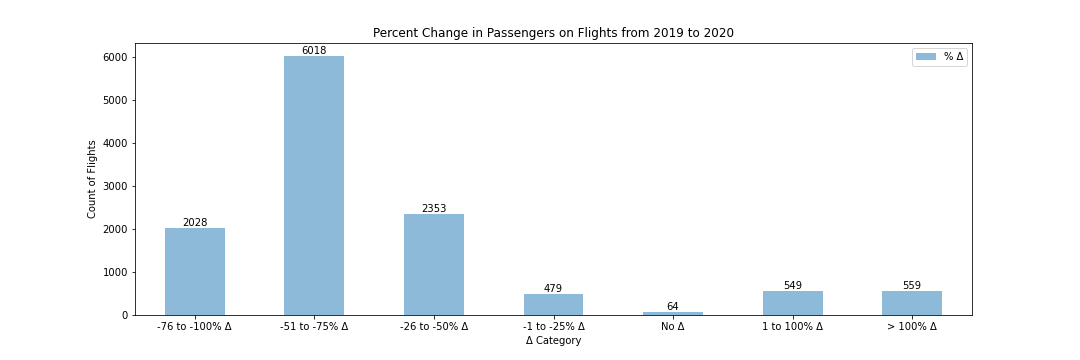 Percent Change in Passengers on Flights from 2019 to 2020
% Δ
Count of Flights
6000
5000
4000
3000
2000
1000
0
2028
6018
2353
479
64
549
559
-76 to -100% Δ
-51 to -75% Δ
-26 to -50% Δ
-1 to -25% Δ
No Δ
1 to 100% Δ
> 100% Δ
Δ Category